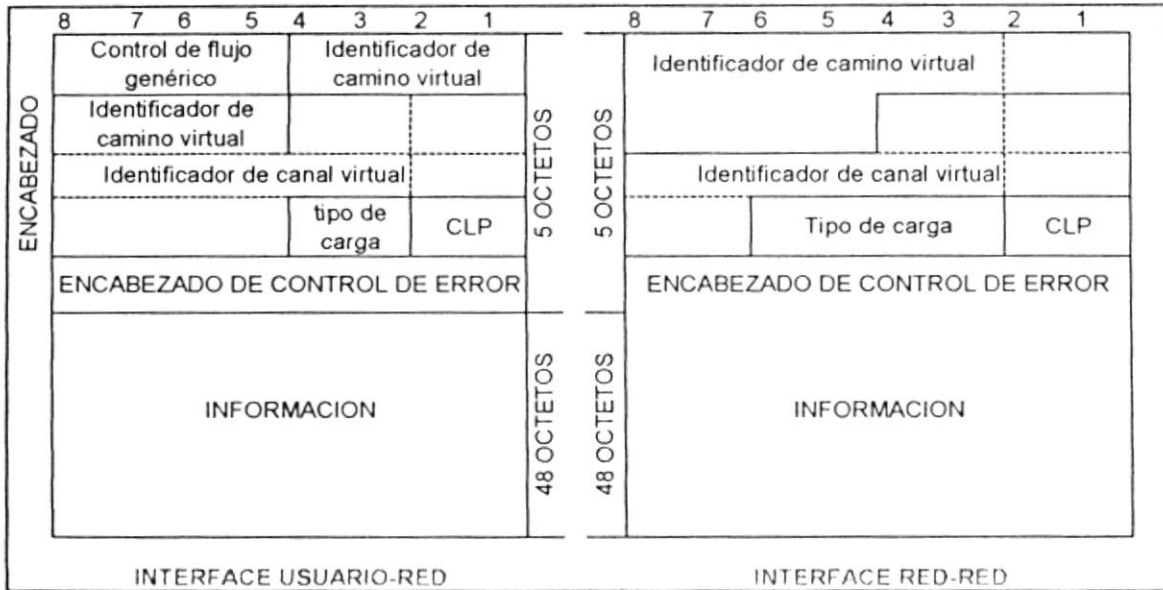 8 7 6 5 4 3 2 1
8 7 6 5 4 3 2 1
ENCABEZADO
Control de flujo
genérico
Identificador de
camino virtual
Identificador de
camino virtual
Identificador de canal virtual
tipo de
carga
CLP
ENCABEZADO DE CONTROL DE ERROR
INFORMACION
5 OCTETOS
48 OCTETOS
INTERFACE USUARIO-RED
5 OCTETOS
48 OCTETOS
Identificador de camino virtual
Identificador de canal virtual
Tipo de carga
CLP
ENCABEZADO DE CONTROL DE ERROR
INFORMACION
INTERFACE RED-RED